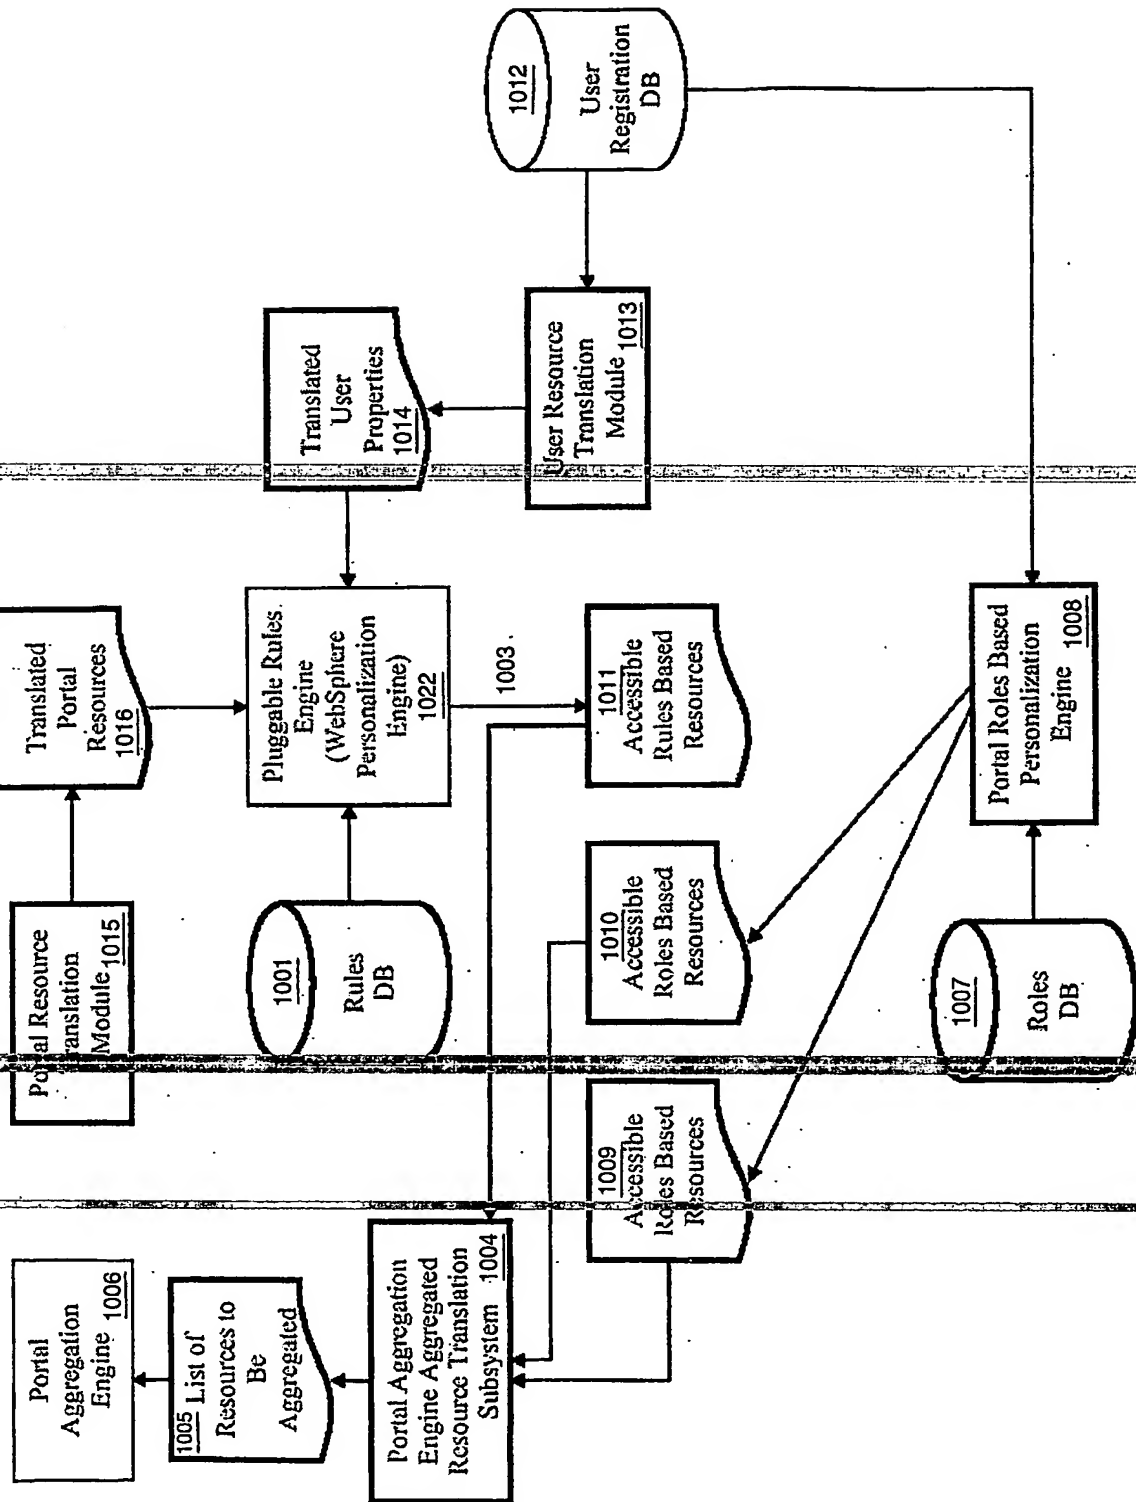 Portal
Aggregation
Engine 1006
Portal Resource
Translation
Module 1015
Translated
Portal
Resources
1016
1005 List of
Resources to
Be
Aggregated
1001
Rules
DB
Pluggable Rules.
Engine
(WebSphere
Personalization
Engine)
1022
Translated
User
Properties
1014
Portal Aggregation
Engine Aggregated
Resource Translation
Subsystem 1004
1003
User Resource
Translation
Module 1013
1012
User
Registration
DB
1009
Accessible
Roles Based
Resources
1010
Accessible
Roles Based
Resources
1011
Accessible
Rules Based
Resources
1007
Roles
DB
Portal Roles Based
Personalization
Engine 1008